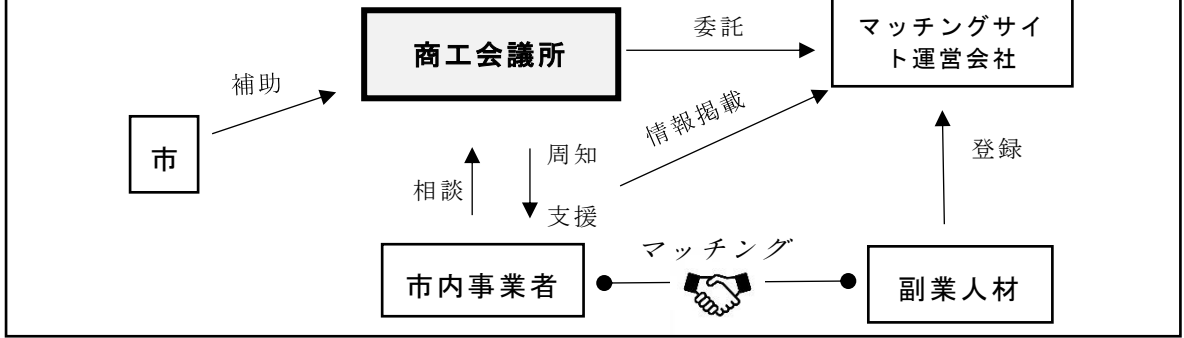 委託
マッチングサイ
ト運営会社
商工会議所
補助
情報掲載
市
周知
登録
相談
支援
マッチング
市内事業者
副業人材